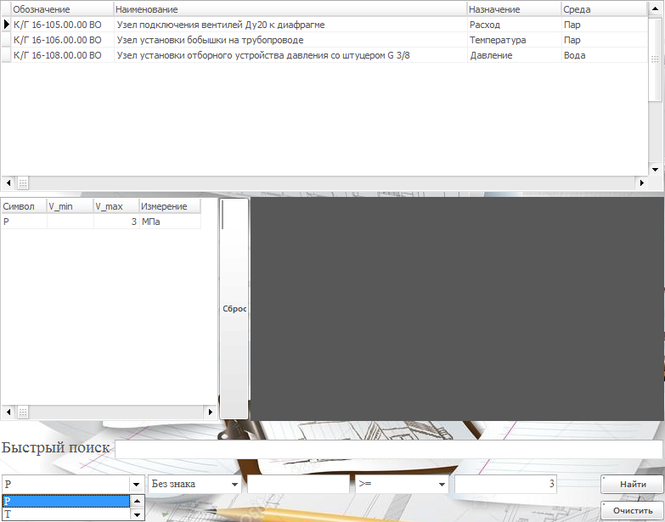 Обозначение Наименование Назначение Среда
К/Г 16-105.00.00 ВО Узел подключения вентилей Ду20 к диафрагме Расход Пар
К/Г 16-106.00.00 ВО Узел установки бобышки на трубопроводе Температура Пар
К/Г 16-108.00.00 ВО Узел установки отборного устройства давления со штуцером G 3/8 Давление Вода
Символ V_min V_max Измерение
P 3 МПа
Сброс
Быстрый поиск
P Без знака >= 3 Найти
P
T Очистить